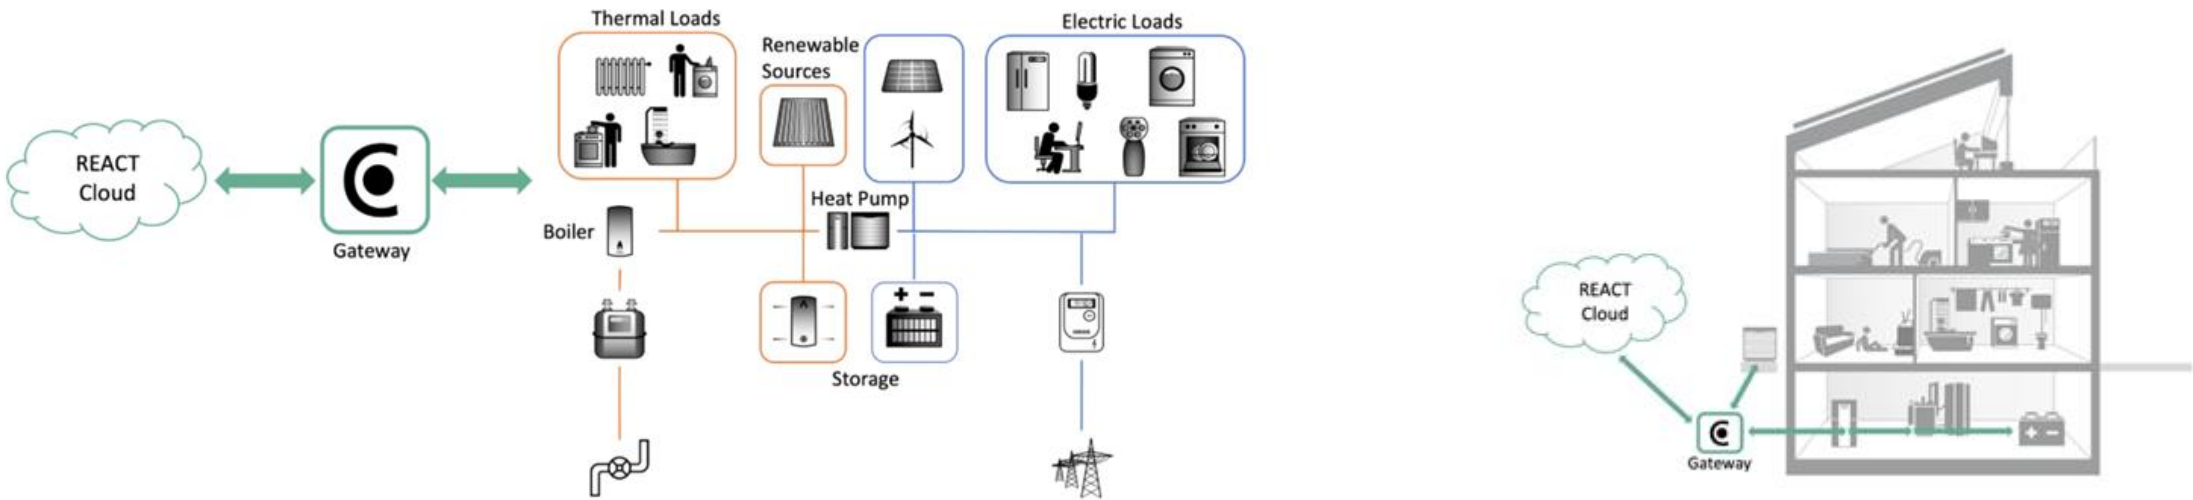 Thermal Loads
Electric Loads
Renewable
Sources
REACT
Cloud
Gateway
Heat Pump
Boiler
Storage
REACT
Cloud
Gateway